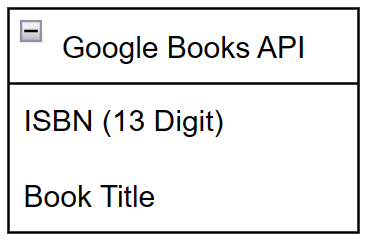 Google Books API
ISBN (13 Digit)
Book Title